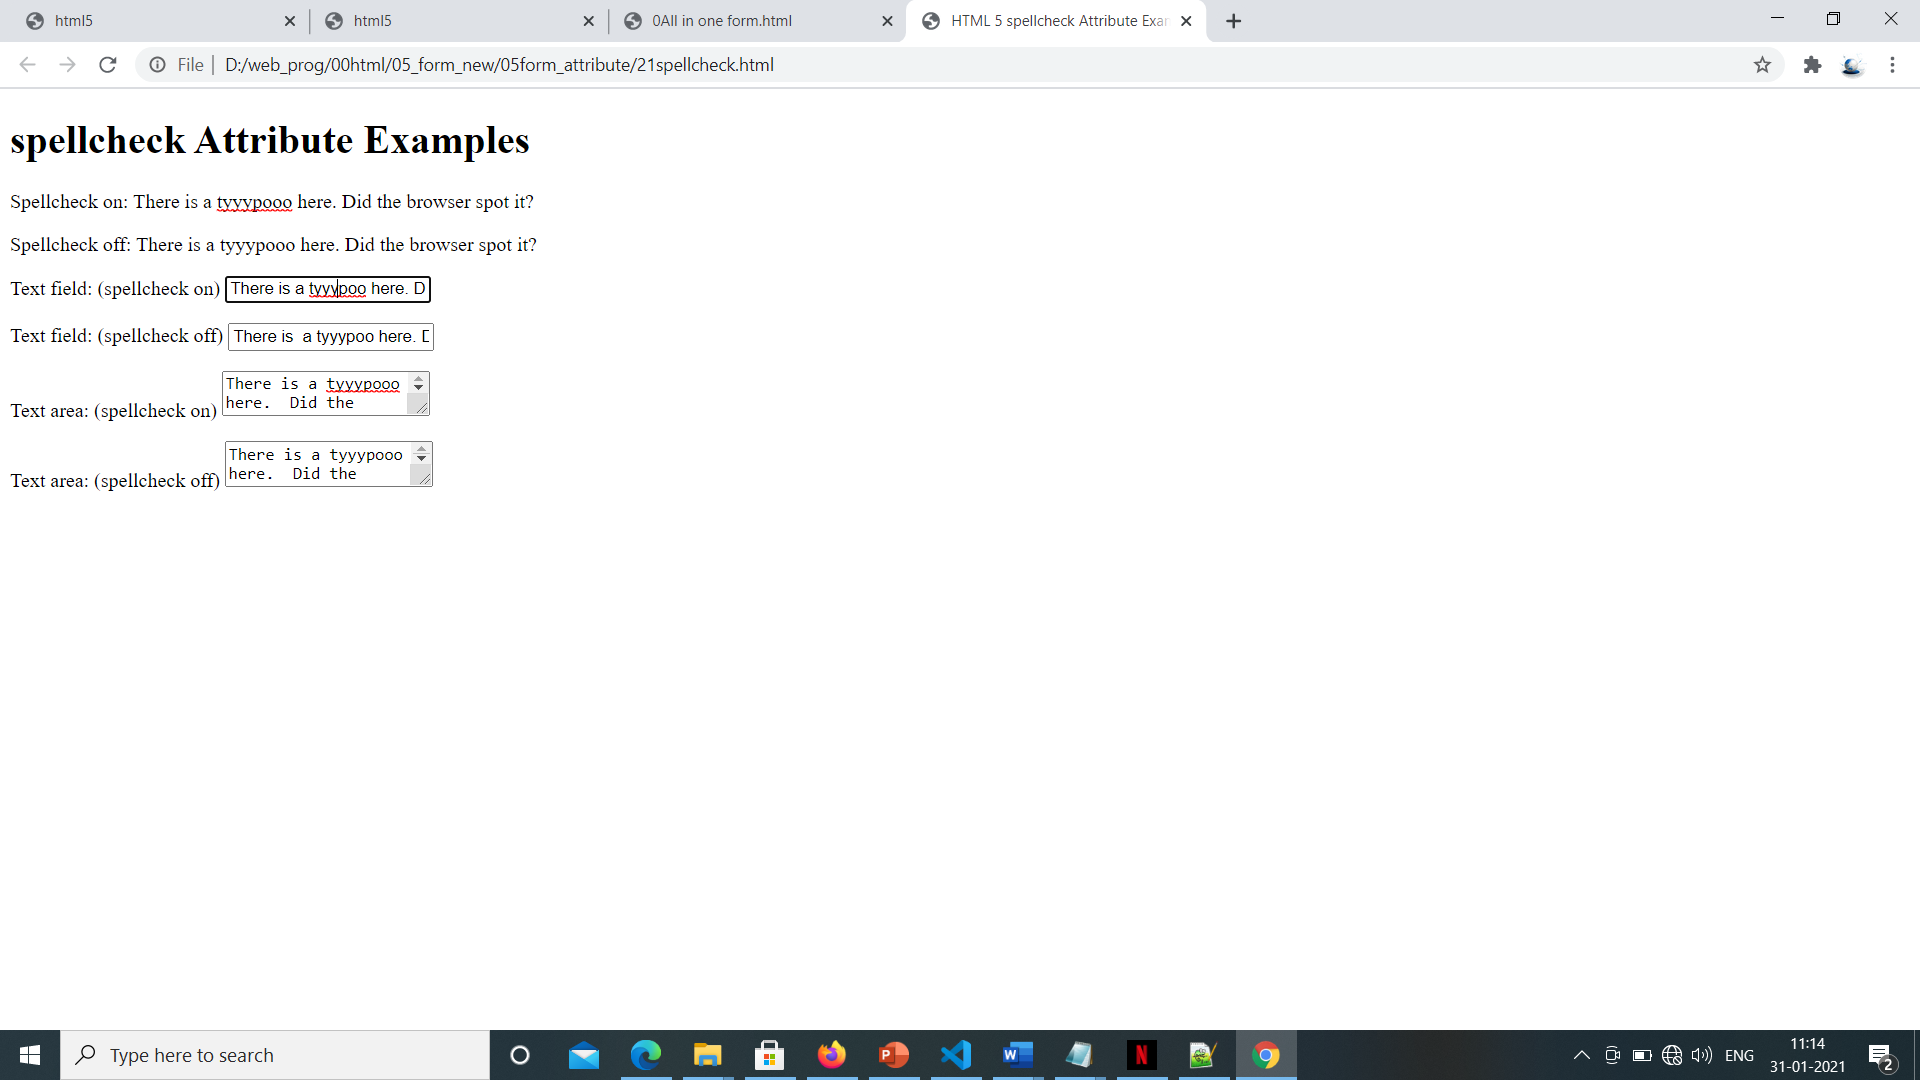 html5
html5
0All in one form.html
HTML 5 spellcheck Attribute Exar
File
D:/web_prog/00html/05_form_new/05form_attribute/21spellcheck.html
spellcheck Attribute Examples
Spellcheck on: There is a tyyypooo here. Did the browser spot it?
Spellcheck off: There is a tyyypooo here. Did the browser spot it?
Text field: (spellcheck on) There is a tyyypoo here. D
Text field: (spellcheck off) There is  a tyyypoo here. D
There is a tyyypooo
Text area: (spellcheck on) here.  Did the
There is a tyyypooo
Text area: (spellcheck off) here.  Did the
Type here to search
ENG
11:14
31-01-2021
2